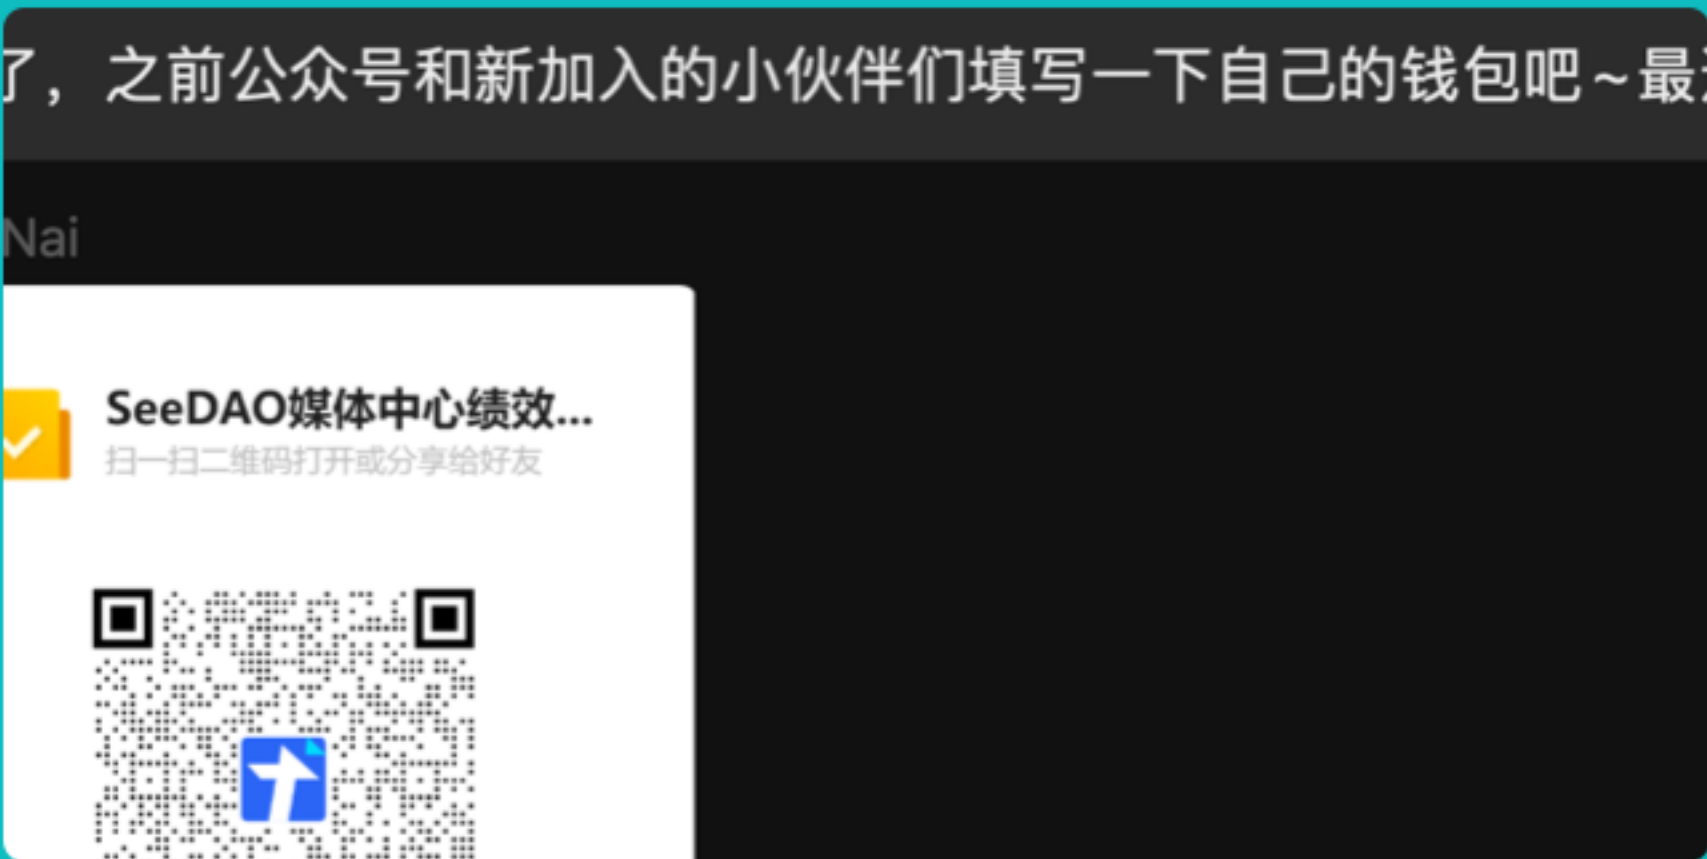 了，之前公众号和新加入的小伙伴们填写一下自己的钱包吧~最
Nai
SeeDAO媒体中心绩效...
扫一扫二维码打开或分享给好友